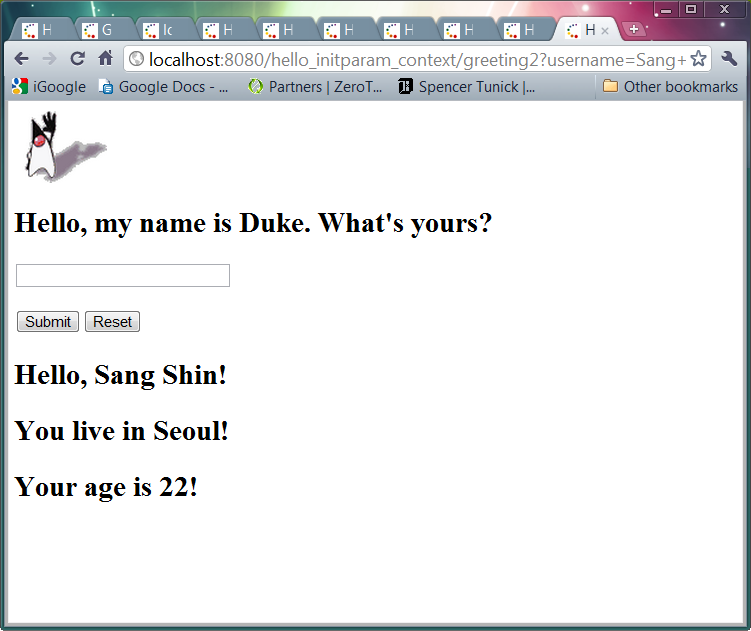 H G Ic H H H H H H H
localhost:8080/hello_initparam_context/greeting2?username=Sang+
iGoogle Google Docs - ... Partners | ZeroT... Spencer Tunick |... Other bookmarks
Hello, my name is Duke. What's yours?
Submit Reset
Hello, Sang Shin!
You live in Seoul!
Your age is 22!